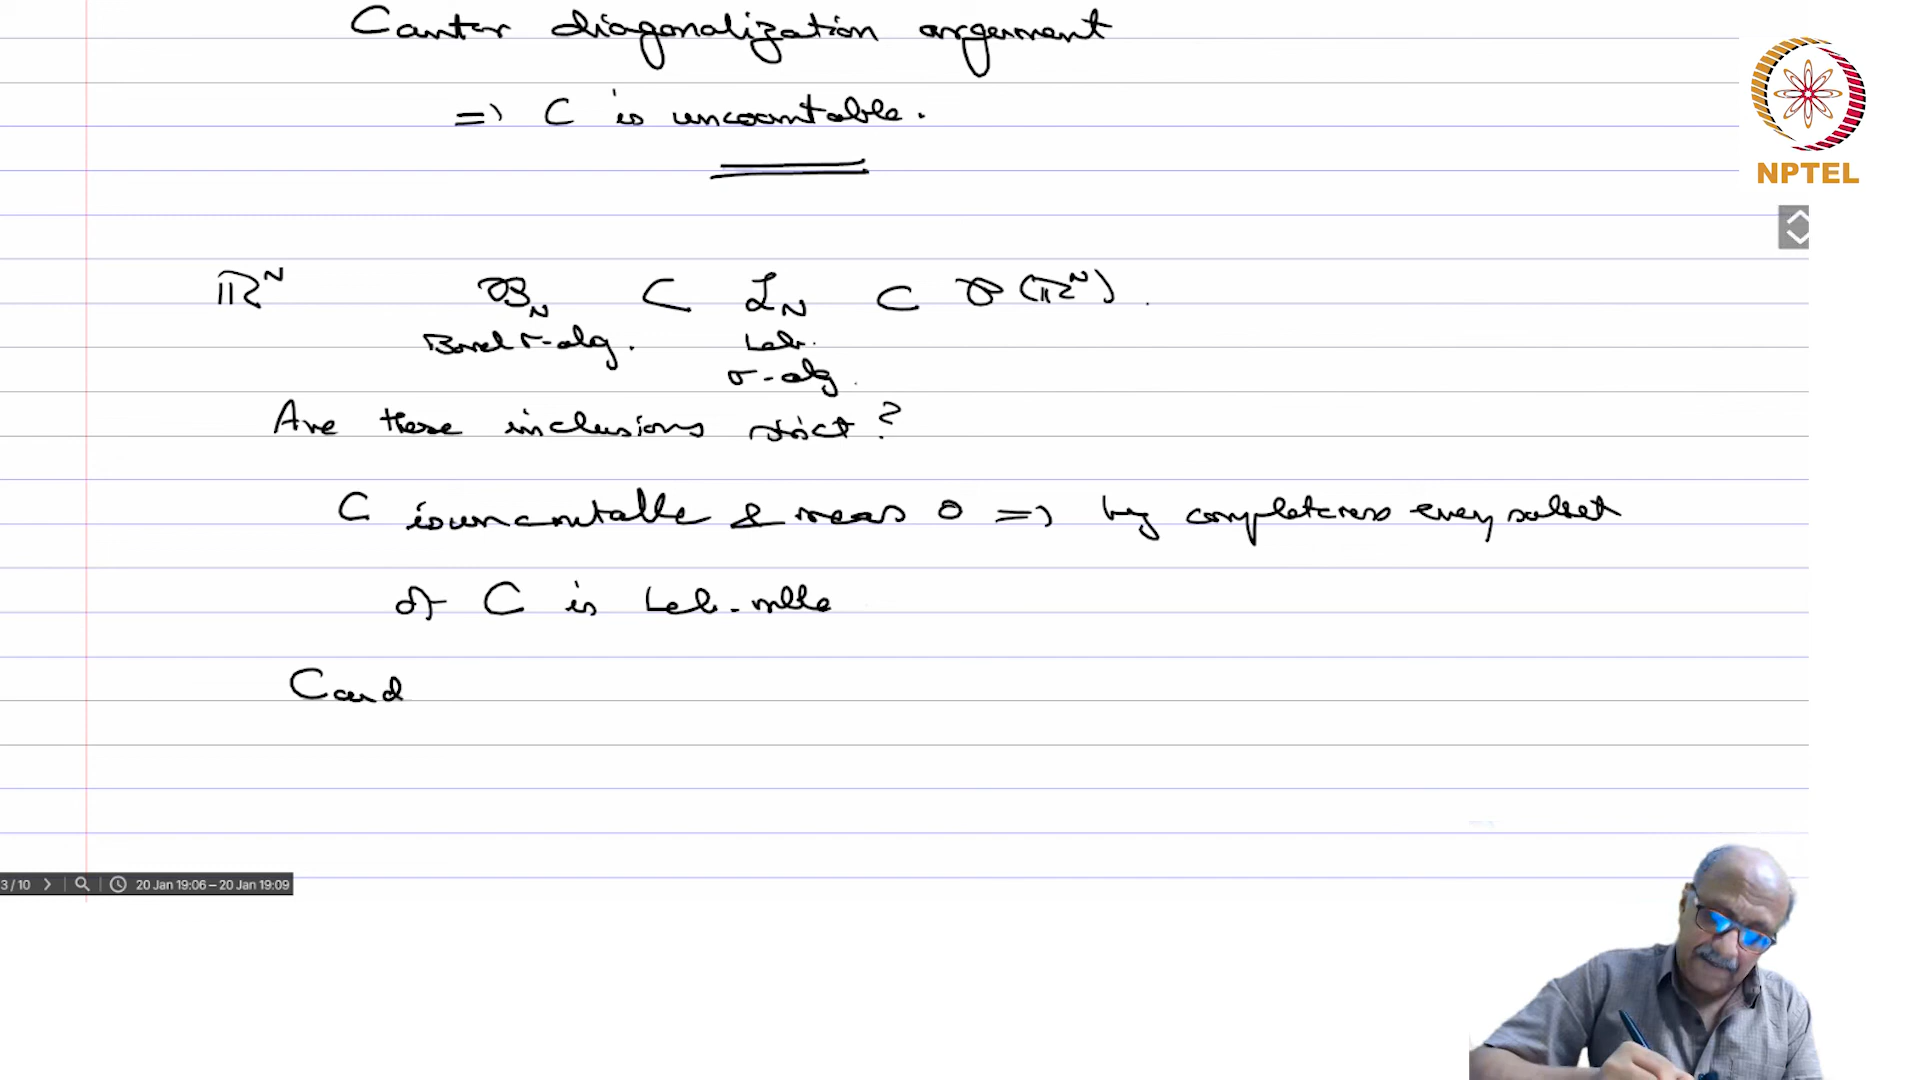 Cantor diagonalization argument
=> C is uncountable.
NPTEL
ℝᴺ 𝓑_N ⊂ 𝓛_N ⊂ 𝒫(ℝᴺ).
Borel σ-alg. Leb.
σ-alg.
Are these inclusions strict?
C is uncountable & meas 0 => by completeness every subset
of C is Leb-mble
Card
3/10 20 Jan 19:06 – 20 Jan 19:09